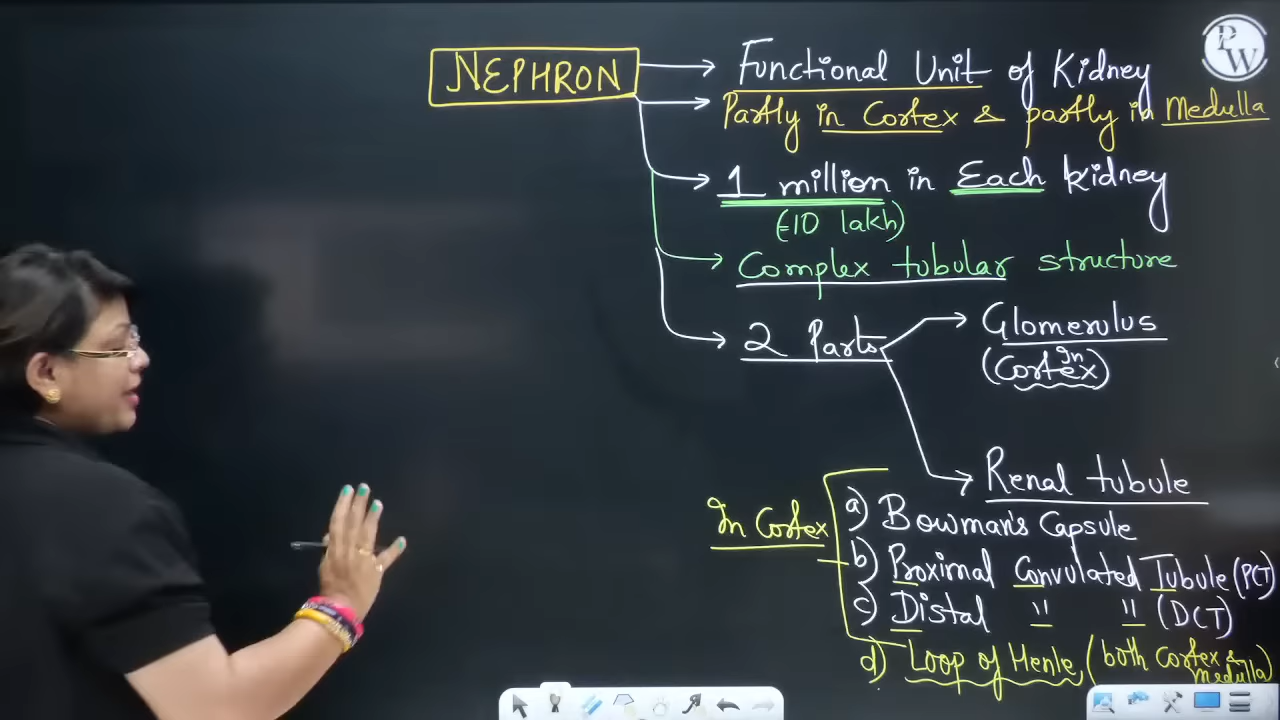 PW
NEPHRON
Functional Unit of Kidney
Partly in Cortex & partly in Medulla
1 million in Each kidney
(=10 lakh)
Complex tubular structure
2 Parts
Glomerulus
(In Cortex)
Renal tubule
In Cortex
a) Bowman's Capsule
b) Proximal Convulated Tubule (PCT)
c) Distal " " (DCT)
d) Loop of Henle (both Cortex & Medulla)